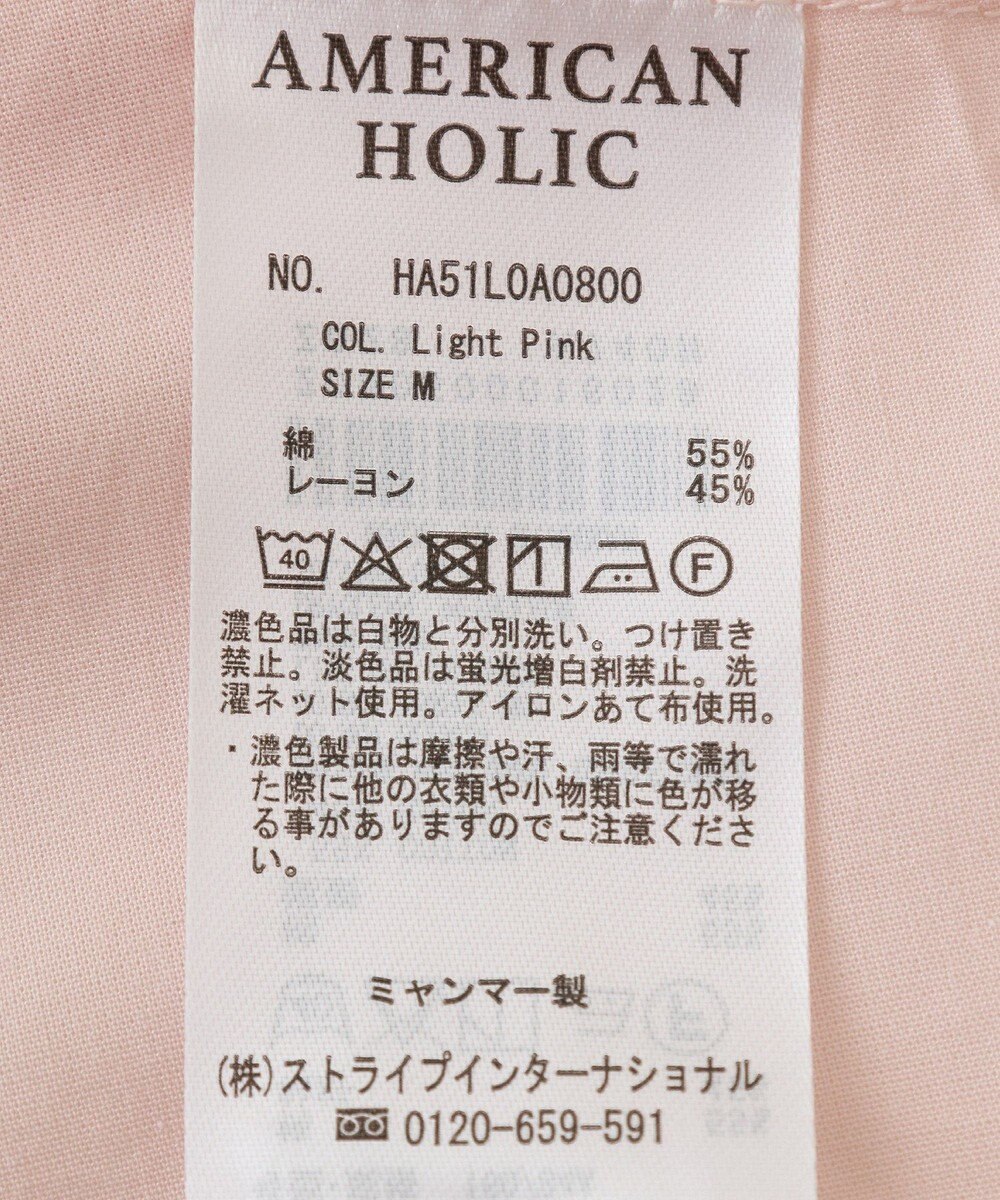 AMERICAN
HOLIC
NO. HA51L0A0800
COL. Light Pink
SIZE M
綿 55%
レーヨン 45%
40 F
濃色品は白物と分別洗い。つけ置き
禁止。淡色品は蛍光増白剤禁止。洗
濯ネット使用。アイロンあて布使用。
・濃色製品は摩擦や汗、雨等で濡れ
た際に他の衣類や小物類に色が移
る事がありますのでご注意くださ
い。
ミャンマー製
(株)ストライプインターナショナル
0120-659-591